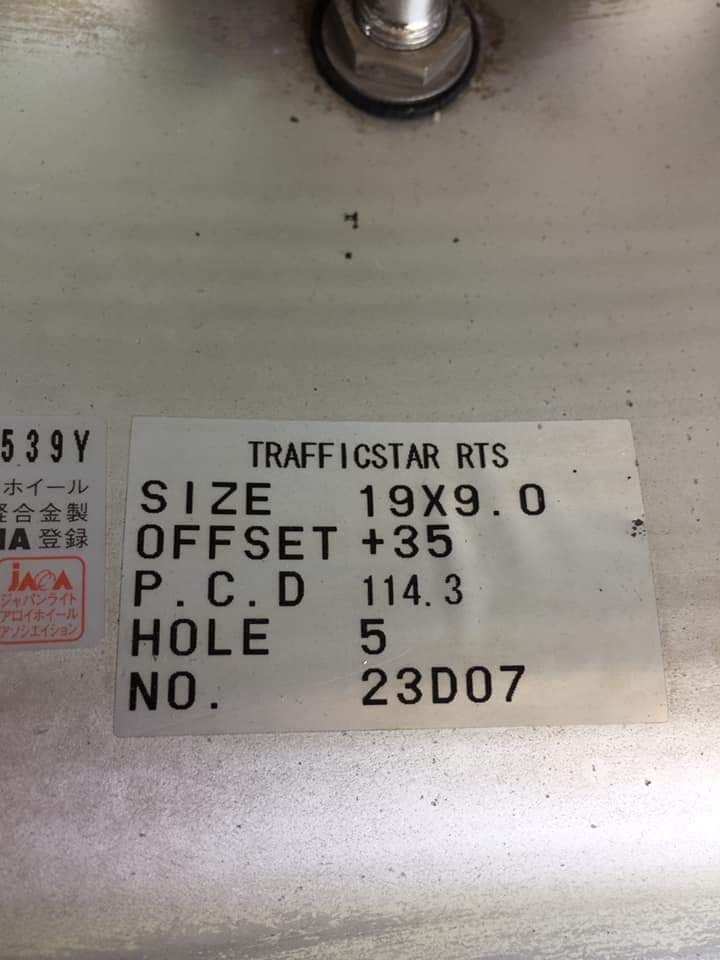 539Y
ホイール
合金製
登録
JAWA
ジャパンライト
アロイホイール
アソシエイション
TRAFFICSTAR RTS
SIZE 19X9.0
OFFSET +35
P.C.D 114.3
HOLE 5
NO. 23D07